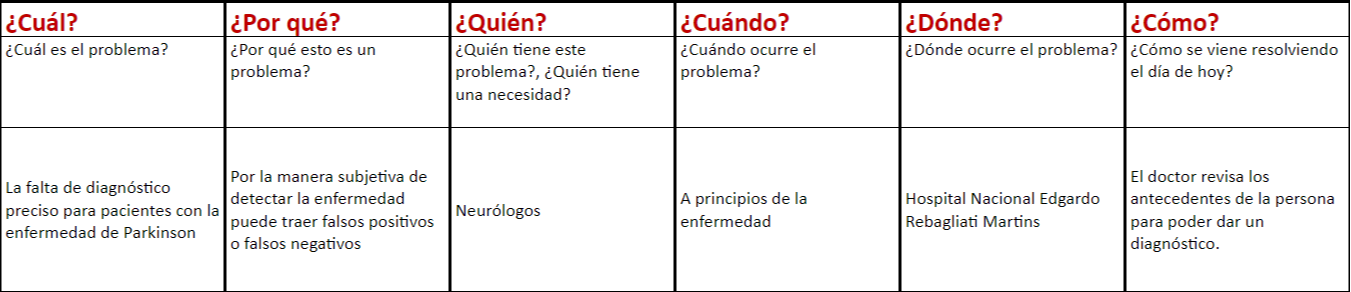 ¿Cuál?
¿Por qué?
¿Quién?
¿Cuándo?
¿Dónde?
¿Cómo?
¿Cuál es el problema?
¿Por qué esto es un
problema?
¿Quién tiene este
problema?, ¿Quién tiene
una necesidad?
¿Cuándo ocurre el
problema?
¿Dónde ocurre el problema?
¿Cómo se viene resolviendo
el día de hoy?
La falta de diagnóstico
preciso para pacientes con la
enfermedad de Parkinson
Por la manera subjetiva de
detectar la enfermedad
puede traer falsos positivos
o falsos negativos
Neurólogos
A principios de la
enfermedad
Hospital Nacional Edgardo
Rebagliati Martins
El doctor revisa los
antecedentes de la persona
para poder dar un
diagnóstico.